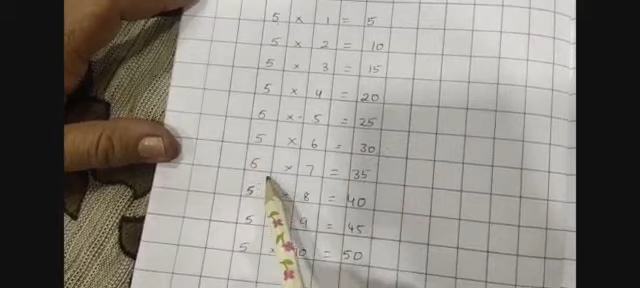 5 × 1 = 5
5 × 2 = 10
5 × 3 = 15
5 × 4 = 20
5 × 5 = 25
5 × 6 = 30
5 × 7 = 35
5 = 8 = 40
5 9 = 45
5 × 10 = 50